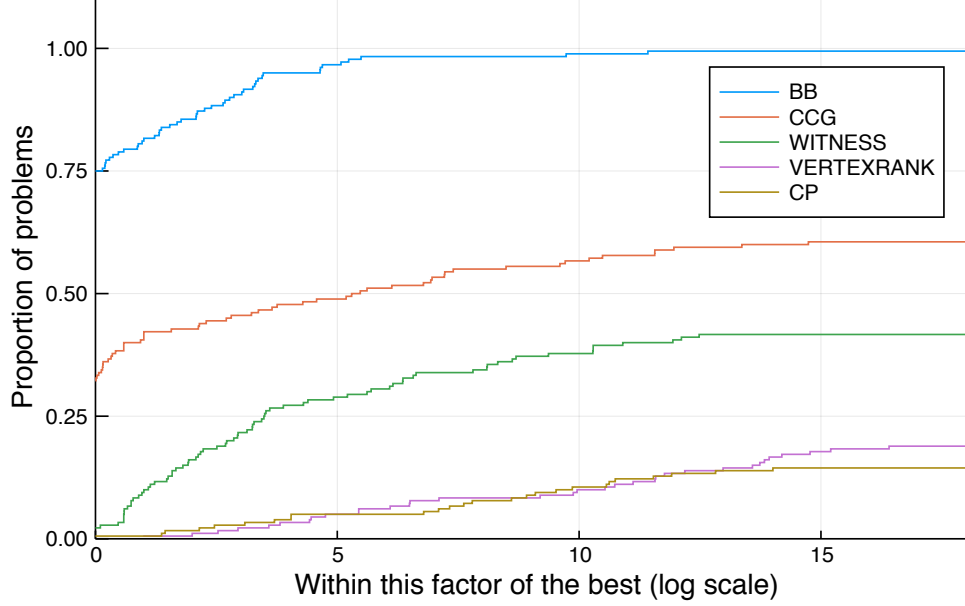 Proportion of problems
1.00
0.75
0.50
0.25
0.00
BB
CCG
WITNESS
VERTEXRANK
CP
0 5 10 15
Within this factor of the best (log scale)